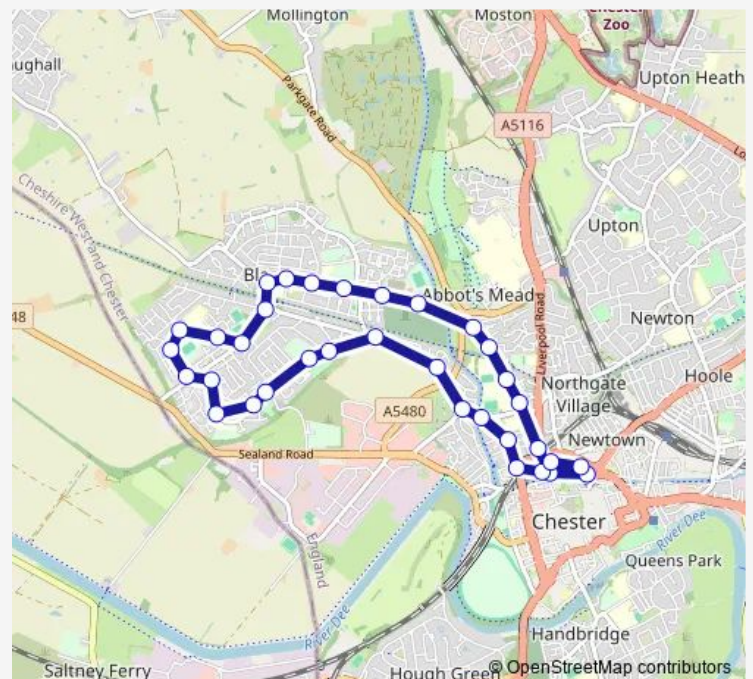 Mollington
Moston
Chester
Zoo
ughall
Upton Heath
Parkgate Road
A5116
Cheshire West and Chester
Upton
Bla
Abbot's Mead
48
Liverpool Road
Newton
Northgate
Village
Hoole
A5480
Newtown
Sealand Road
Chester
River Dee
England
Queens Park
River Dee
Handbridge
Saltney Ferry
Hough Green
© OpenStreetMap contributors